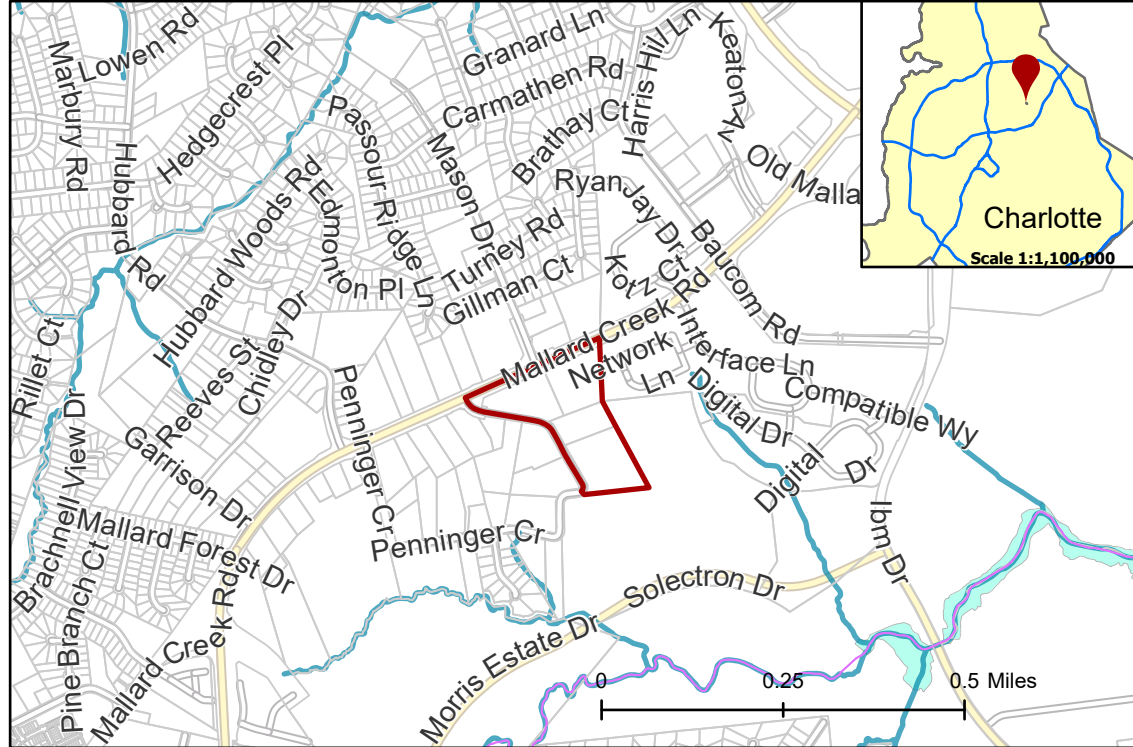 Lowen Rd
Marbury Rd
Hedgecrest Pl
Hubbard Rd
Granard Ln
Carmathen Rd
Passour Ridge Ln
Mason Dr
Brathay Ct
Harris Hill Ln
Keaton Av
Old Malla
Ryan Jay Dr
Baucom Rd
Kotz Ct
Turney Rd
Gillman Ct
Edmonton Pl
Hubbard Woods Rd
Chidley Dr
Reeves St
Rillet Ct
Brachnell View Dr
Garrison Dr
Penninger Cr
Mallard Creek Rd
Network Ln
Interface Ln
Compatible Wy
Digital Dr
Digital Dr
Ibm Dr
Mallard Forest Dr
Pine Branch Ct
Mallard Creek Rd
Penninger Cr
Solectron Dr
Morris Estate Dr
Charlotte
Scale 1:1,100,000
0 0.25 0.5 Miles